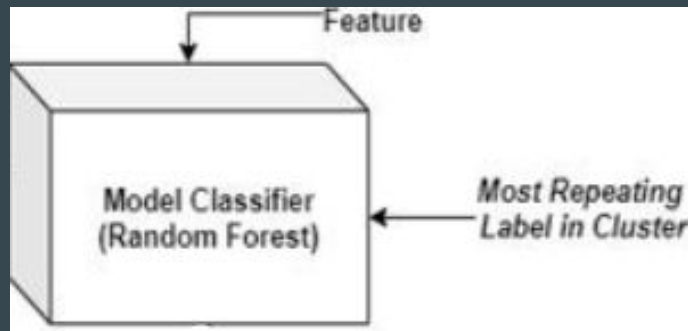 Feature
Model Classifier
(Random Forest)
Most Repeating
Label in Cluster